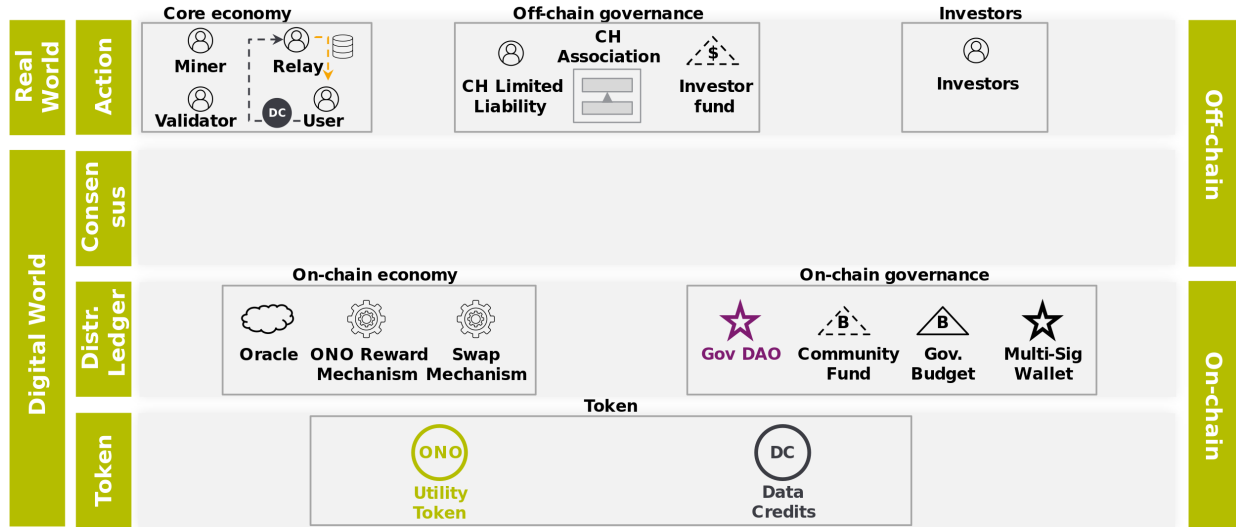 Core economy
Off-chain governance
Investors
Real
World
Action
Miner
Relay
Validator
DC
User
CH Limited
Liability
CH
Association
$
Investor
fund
Investors
Off-chain
Digital World
Consen
sus
On-chain economy
On-chain governance
Distr.
Ledger
Oracle
ONO Reward
Mechanism
Swap
Mechanism
Gov DAO
B
Community
Fund
B
Gov.
Budget
Multi-Sig
Wallet
On-chain
Token
Token
ONO
Utility
Token
DC
Data
Credits